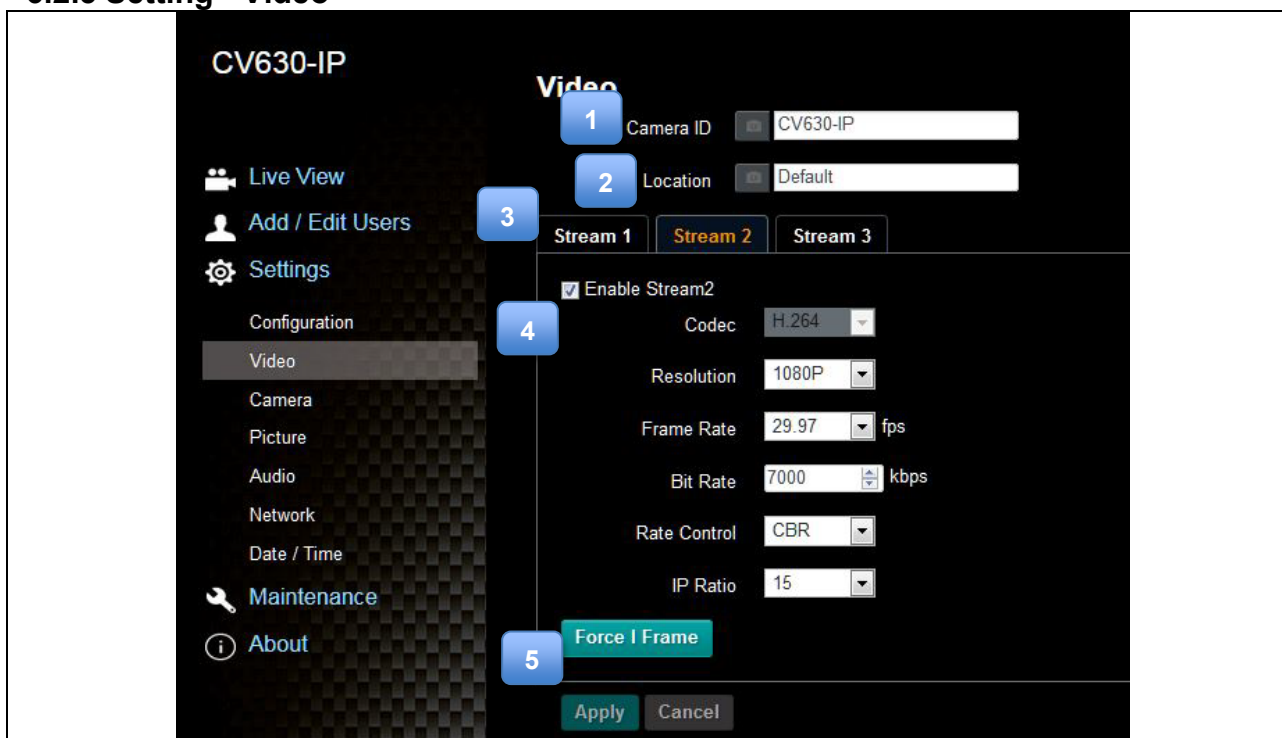 CV630-IP
Video
1
Camera ID
CV630-IP
2
Location
Default
Live View
Add / Edit Users
Settings
Configuration
Video
Camera
Picture
Audio
Network
Date / Time
Maintenance
About
3
Stream 1
Stream 2
Stream 3
Enable Stream2
4
Codec
H.264
Resolution
1080P
Frame Rate
29.97
fps
Bit Rate
7000
kbps
Rate Control
CBR
IP Ratio
15
Force I Frame
5
Apply
Cancel